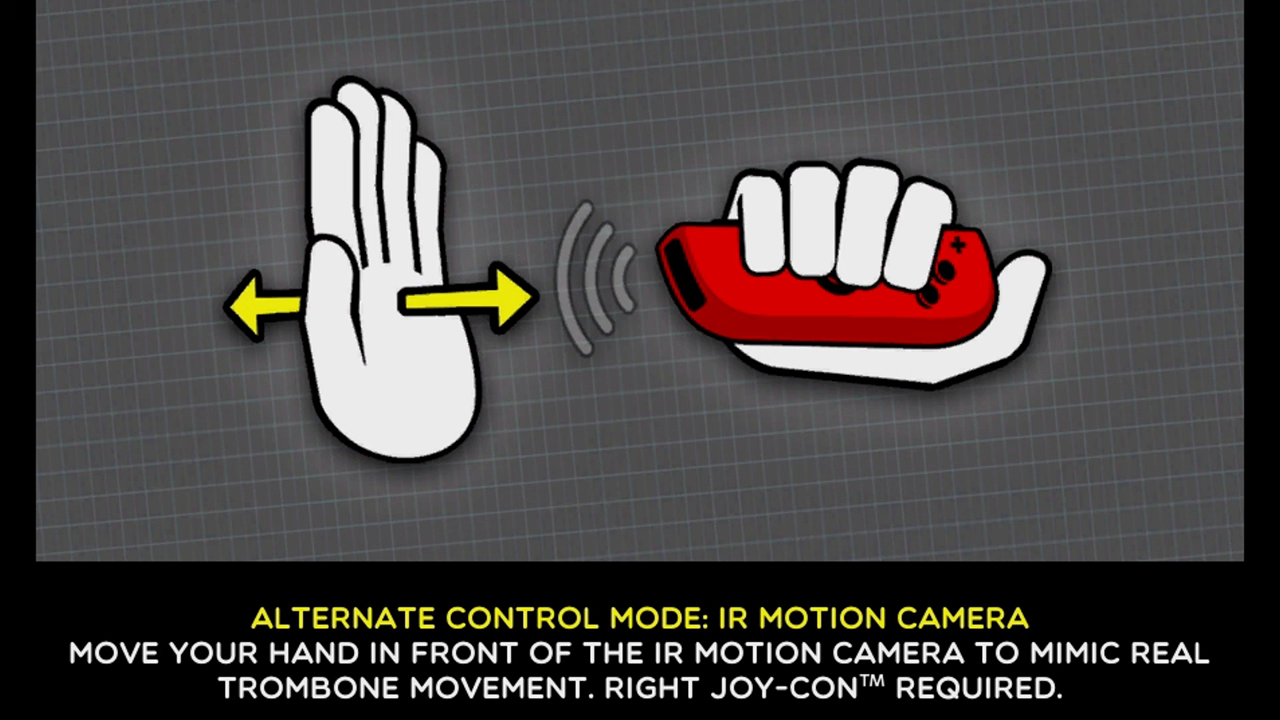 ALTERNATE CONTROL MODE: IR MOTION CAMERA
MOVE YOUR HAND IN FRONT OF THE IR MOTION CAMERA TO MIMIC REAL
TROMBONE MOVEMENT. RIGHT JOY-CON™ REQUIRED.